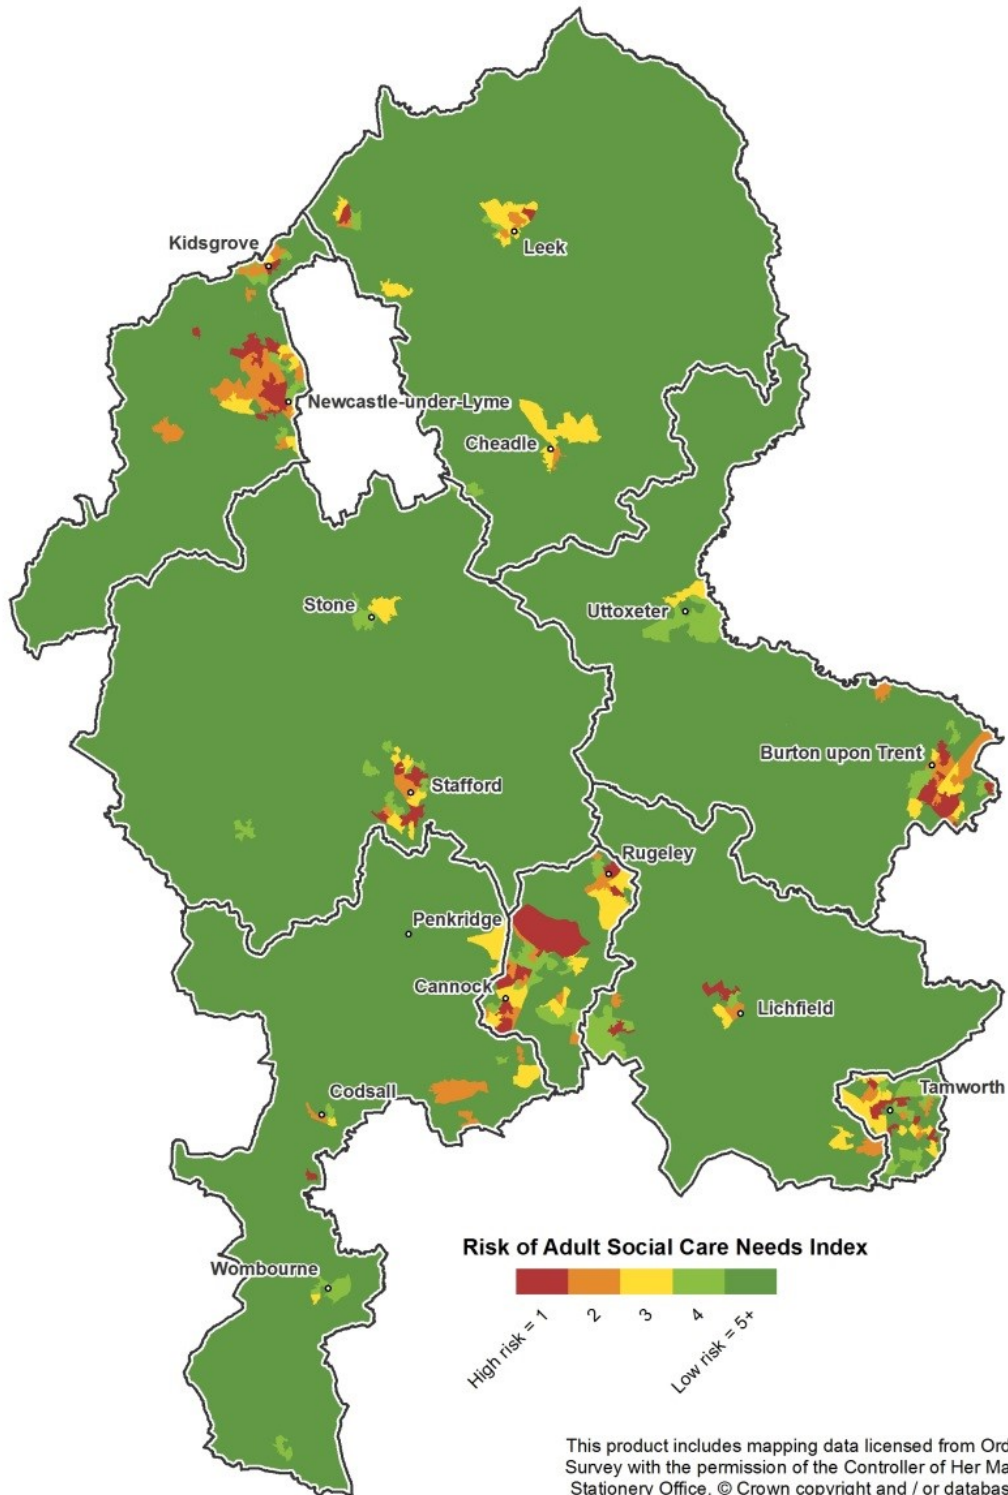 Kidsgrove
Leek
Newcastle-under-Lyme
Cheadle
Stone
Uttoxeter
Burton upon Trent
Stafford
Rugeley
Penkridge
Cannock
Lichfield
Codsall
Tamworth
Wombourne
Risk of Adult Social Care Needs Index
High risk = 1
2
3
4
Low risk = 5+
This product includes mapping data licensed from
Survey with the permission of the Controller of Her
Stationery Office. © Crown copyright and / or